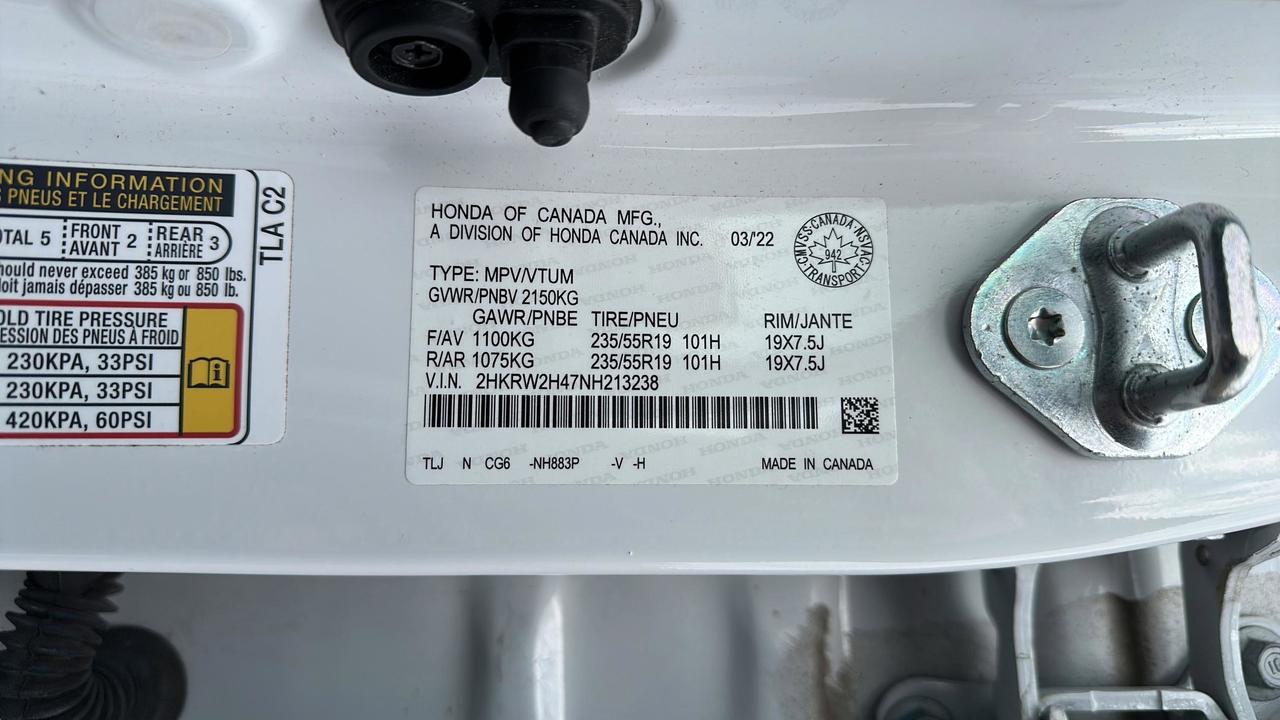 NG INFORMATION
PNEUS ET LE CHARGEMENT
OTAL 5 FRONT AVANT 2 REAR ARRIÈRE 3
hould never exceed 385 kg or 850 lbs.
doit jamais dépasser 385 kg ou 850 lb.
OLD TIRE PRESSURE
ESSION DES PNEUS À FROID
230KPA, 33PSI
230KPA, 33PSI
420KPA, 60PSI
TLA C2
HONDA OF CANADA MFG.,
A DIVISION OF HONDA CANADA INC. 03/'22
CMVSS·CANADA·NSVAC
942
TRANSPORT
TYPE: MPV/VTUM
GVWR/PNBV 2150KG
GAWR/PNBE TIRE/PNEU RIM/JANTE
F/AV 1100KG 235/55R19 101H 19X7.5J
R/AR 1075KG 235/55R19 101H 19X7.5J
V.I.N. 2HKRW2H47NH213238
TLJ N CG6 -NH883P -V -H MADE IN CANADA